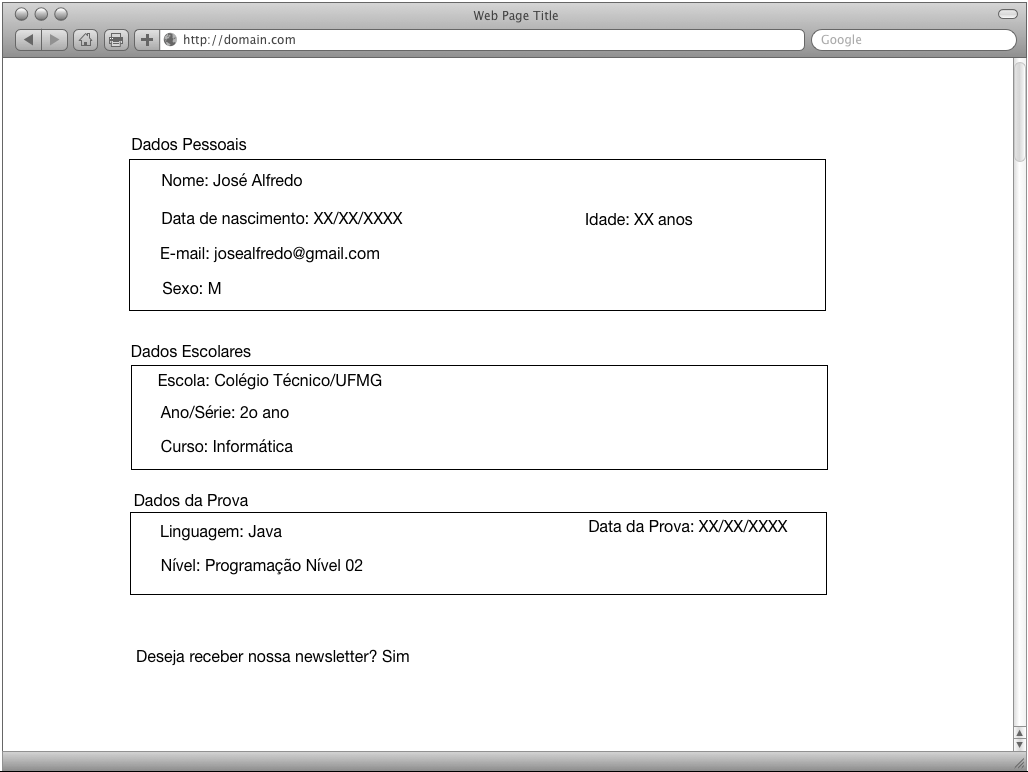 Web Page Title
http://domain.com
Google
Dados Pessoais
Nome: José Alfredo
Data de nascimento: XX/XX/XXXX
Idade: XX anos
E-mail: josealfredo@gmail.com
Sexo: M
Dados Escolares
Escola: Colégio Técnico/UFMG
Ano/Série: 2o ano
Curso: Informática
Dados da Prova
Linguagem: Java
Data da Prova: XX/XX/XXXX
Nível: Programação Nível 02
Deseja receber nossa newsletter? Sim